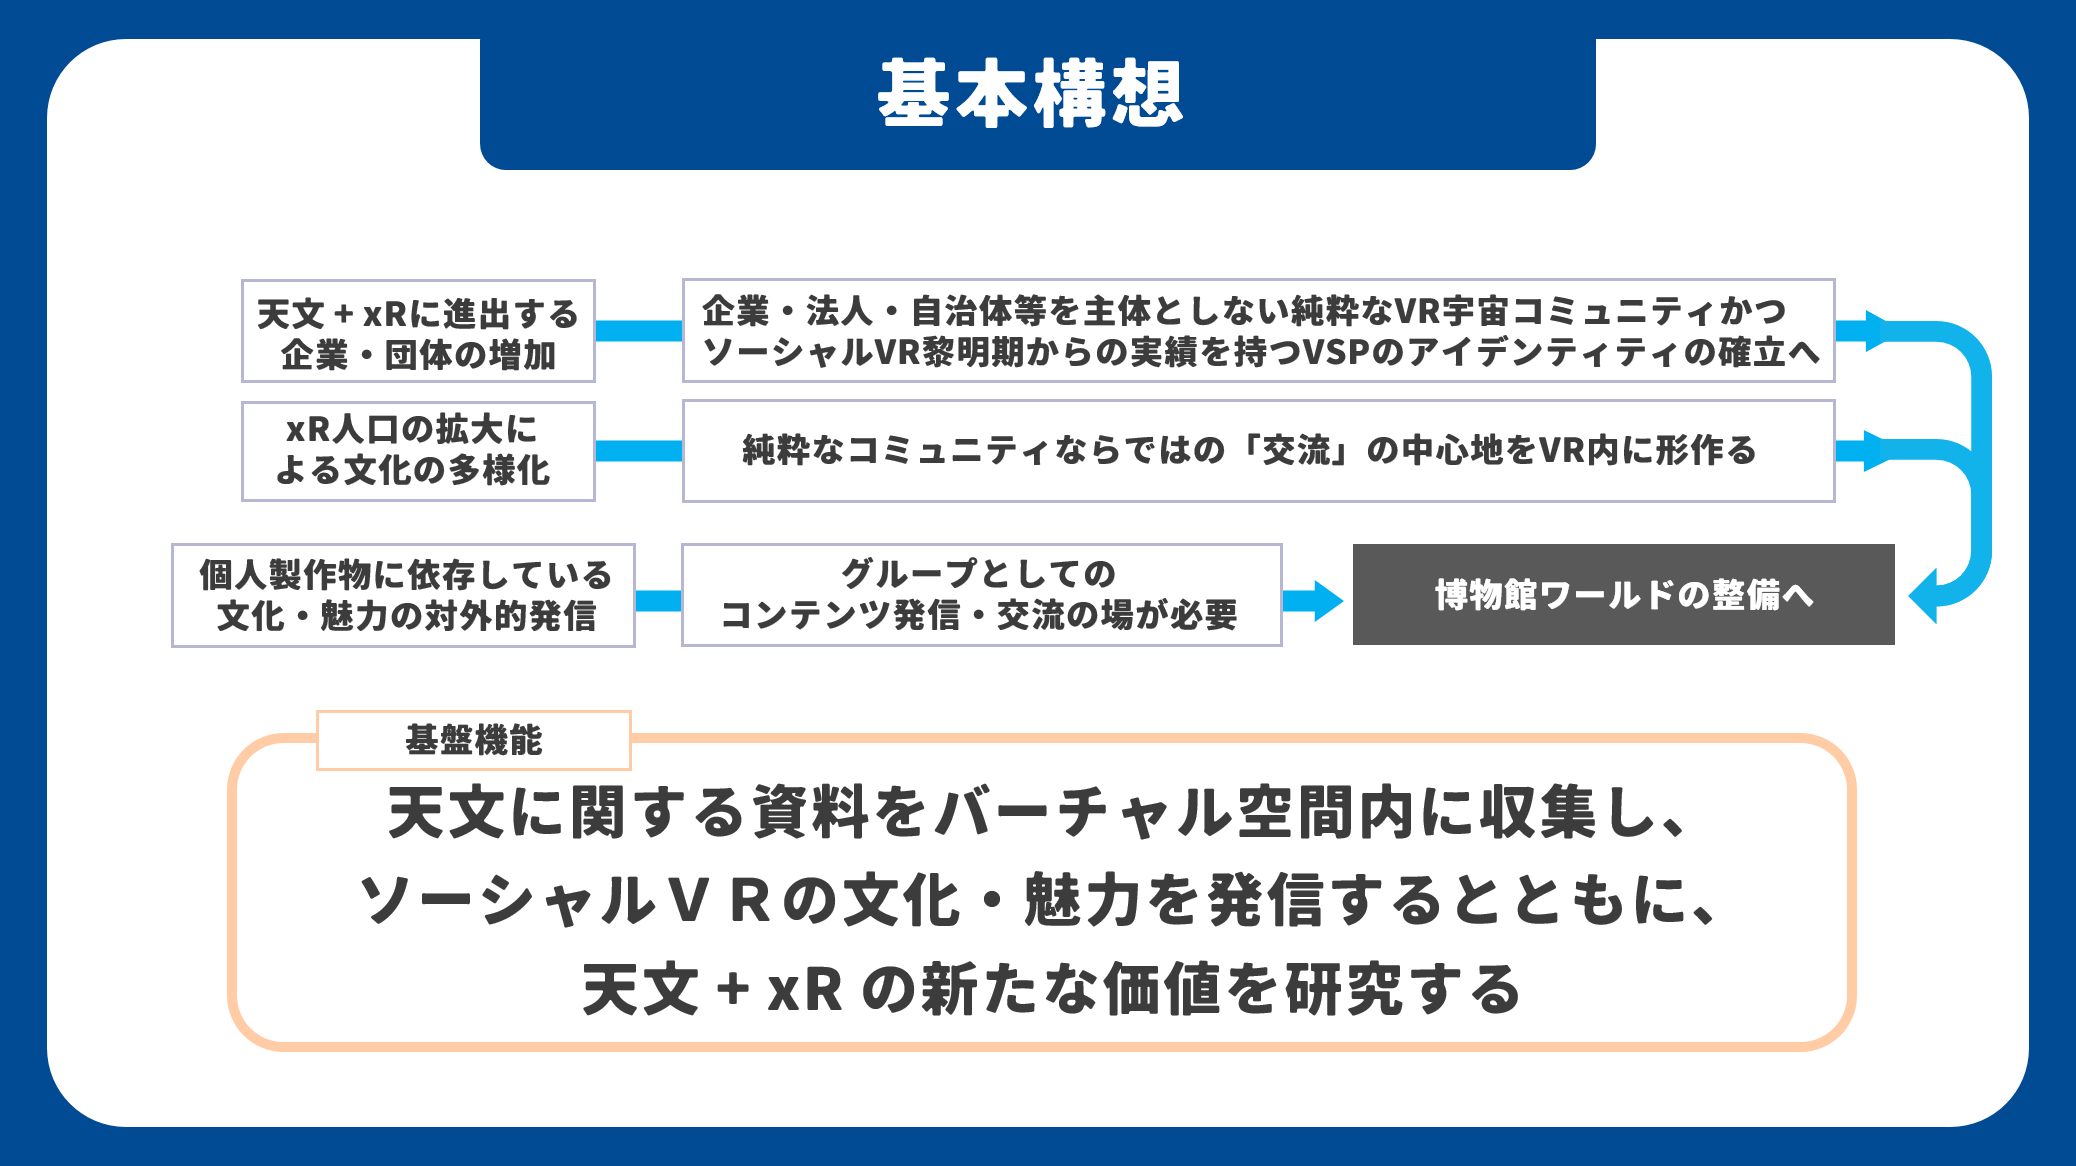 基本構想
天文 + xRに進出する
企業・団体の増加
企業・法人・自治体等を主体としない純粋なVR宇宙コミュニティかつ
ソーシャルVR黎明期からの実績を持つVSPのアイデンティティの確立へ
xR人口の拡大に
よる文化の多様化
純粋なコミュニティならではの「交流」の中心地をVR内に形作る
個人製作物に依存している
文化・魅力の対外的発信
グループとしての
コンテンツ発信・交流の場が必要
博物館ワールドの整備へ
基盤機能
天文に関する資料をバーチャル空間内に収集し、
ソーシャルＶＲの文化・魅力を発信するとともに、
天文 + xR の新たな価値を研究する